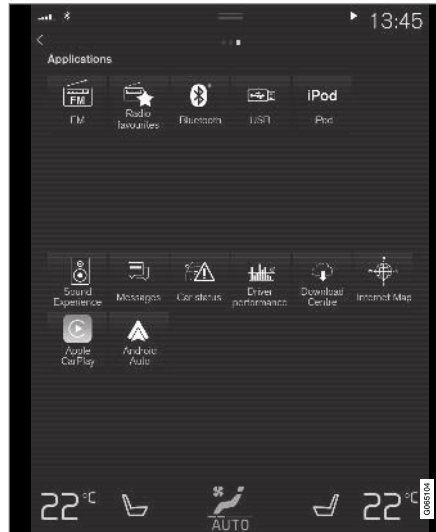 13:45
Applications
FM
iPod
FM
Radio
favourites
Bluetooth
USB
iPod
Sound
Experience
Messages
Car status
Driver
performance
Download
Centre
Internet Map
Apple
CarPlay
Android
Auto
22°C
AUTO
22°C
G065104